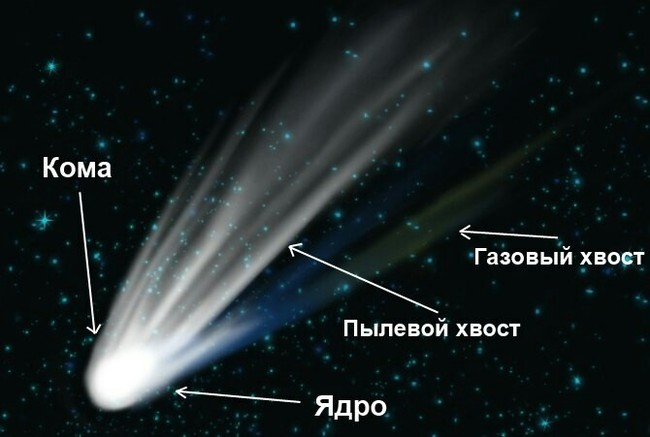 Кома
Газовый хвост
Пылевой хвост
Ядро